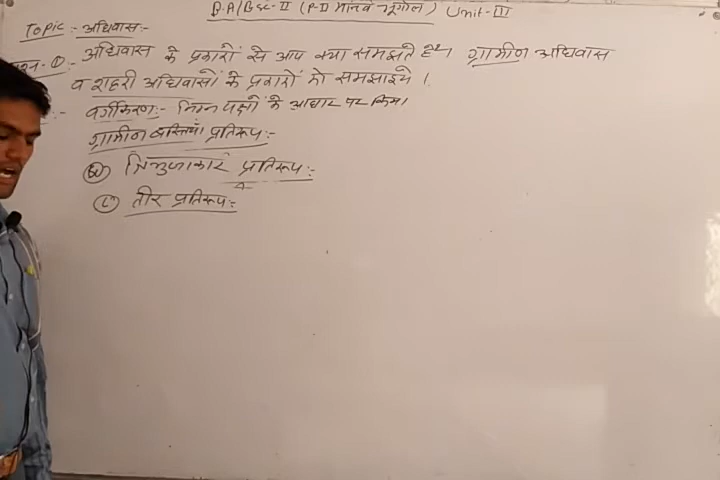 B.A/BSc-II (P-II मानव भूगोल) Unit-III
Topic:- अधिवास:-
प्रश्न-①:- अधिवास के प्रकारों से आप क्या समझते हैं। ग्रामीण अधिवास
व शहरी अधिवासों के प्रकारों को समझाइये।
:- वर्गीकरण:- निम्न पक्षों के आधार पर किया।
ग्रामीण बस्तियां प्रतिरूप:-
त्रिभुजाकार प्रतिरूप:-
तीर प्रतिरूप:-